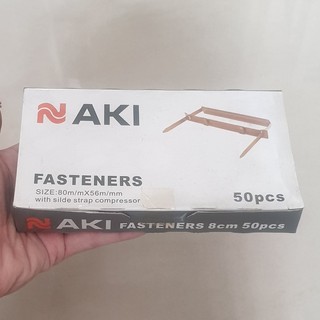 AKI
FASTENERS
SIZE:80m/mX56m/mm
with silde strap compressor
50pcs
AKI FASTENERS 8cm 50pcs